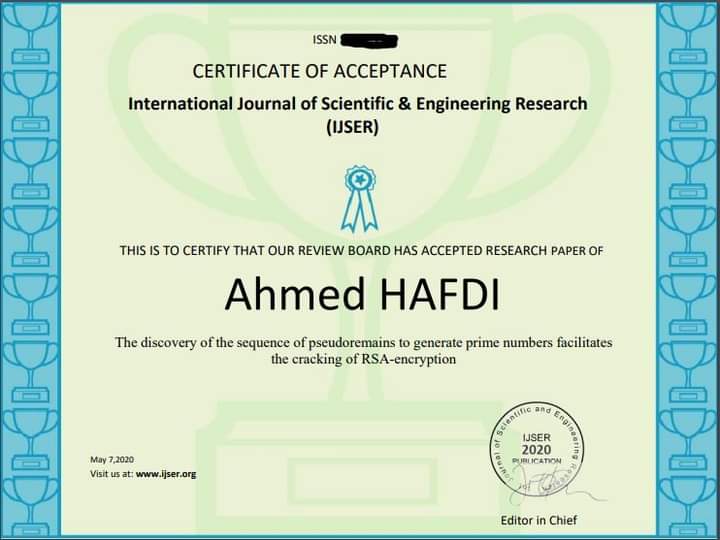 ISSN
CERTIFICATE OF ACCEPTANCE
International Journal of Scientific & Engineering Research
(IJSER)
THIS IS TO CERTIFY THAT OUR REVIEW BOARD HAS ACCEPTED RESEARCH PAPER OF
Ahmed HAFDI
The discovery of the sequence of pseudoremains to generate prime numbers facilitates
the cracking of RSA-encryption
May 7,2020
Visit us at: www.ijser.org
Journal of Scientific and Engineering Research
IJSER
2020
PUBLICATION
Editor in Chief